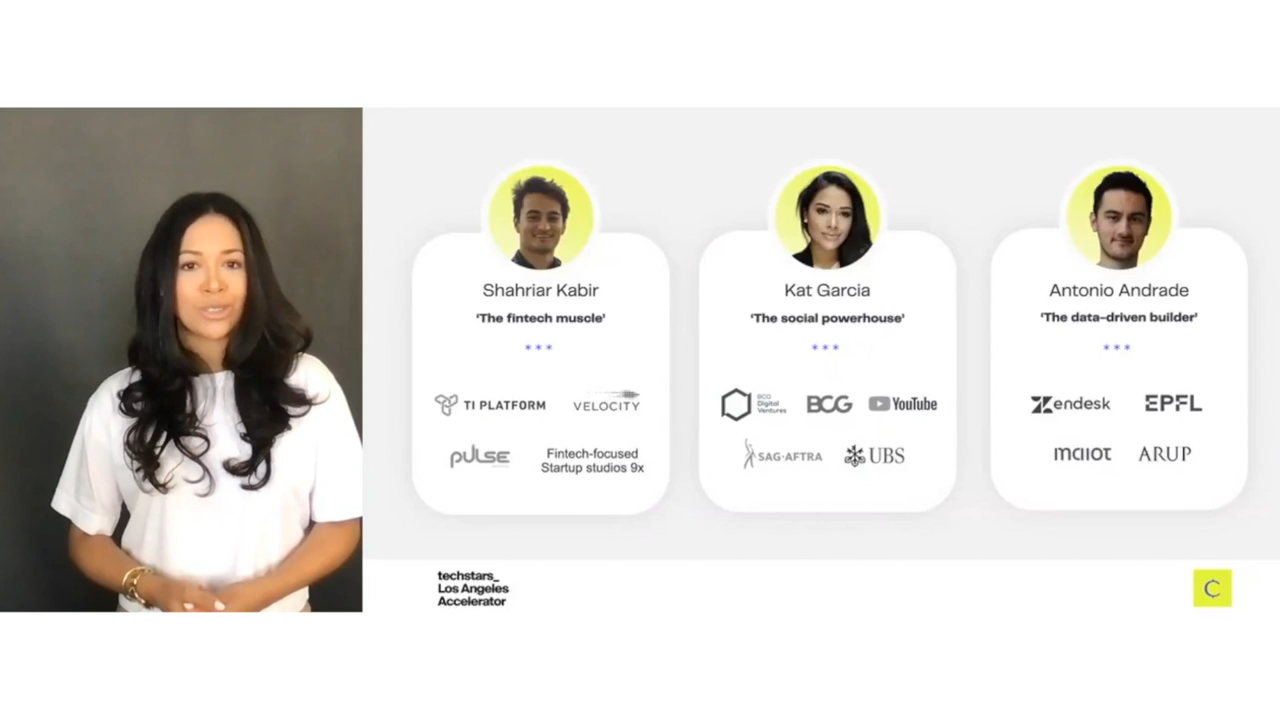 Shahriar Kabir
'The fintech muscle'
***
TI PLATFORM
VELOCITY
PULSE
Fintech-focused
Startup studios 9x
Kat Garcia
'The social powerhouse'
***
BCG
Digital
Ventures
BCG
YouTube
SAG-AFTRA
UBS
Antonio Andrade
'The data-driven builder'
***
Zendesk
EPFL
ARUP
techstars_
Los Angeles
Accelerator